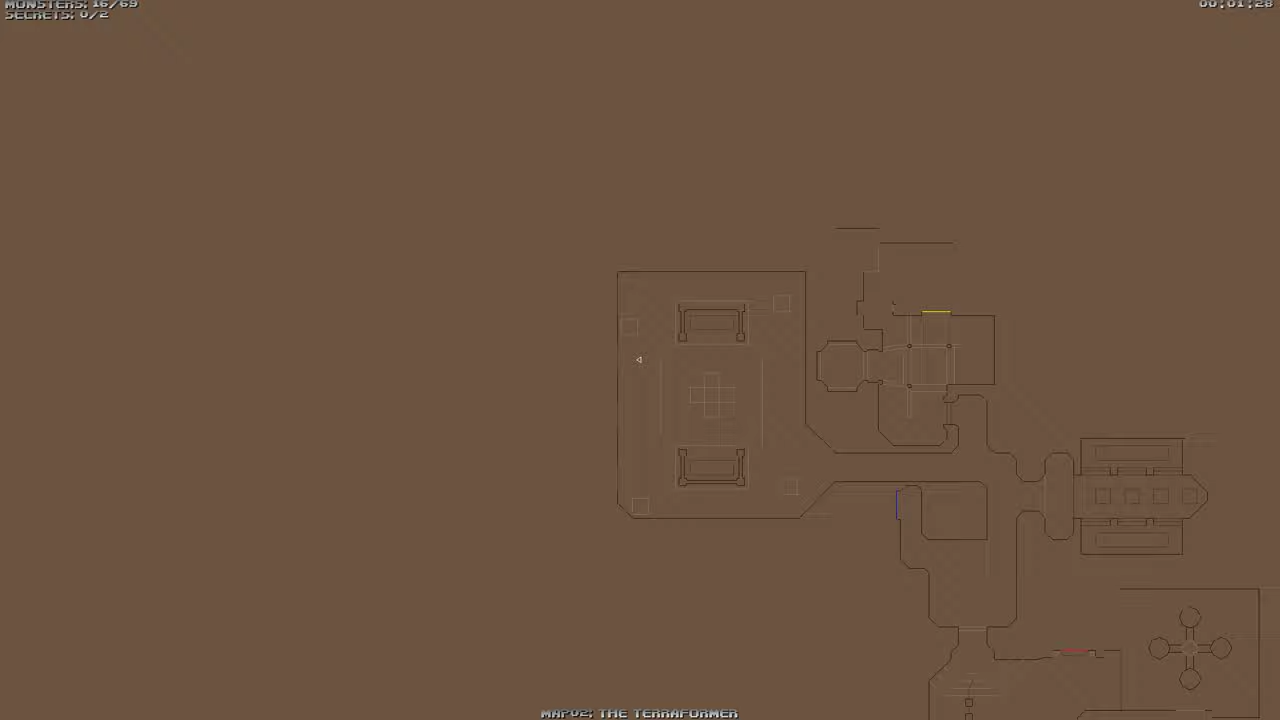 MONSTERS: 16/69
00:01:28
SECRETS: 0/2
MAP02: THE TERRAFORMER